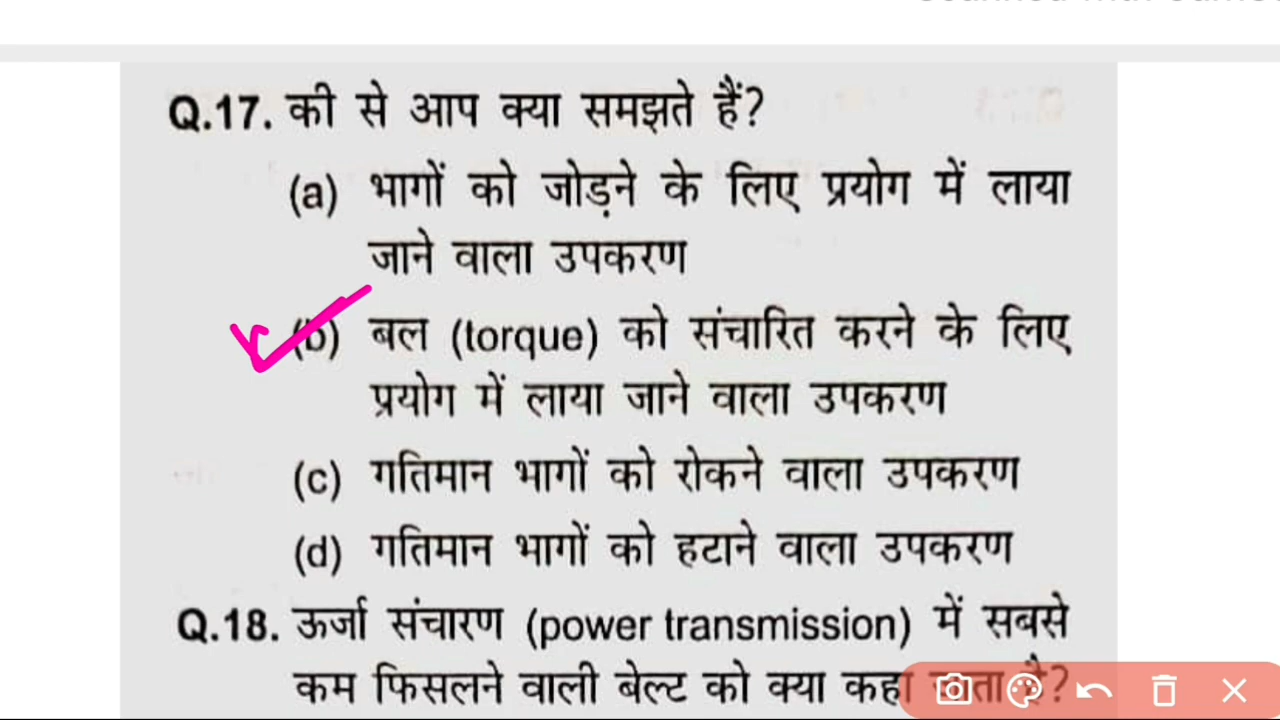 Q.17. की से आप क्या समझते हैं?
(a) भागों को जोड़ने के लिए प्रयोग में लाया
जाने वाला उपकरण
(b) बल (torque) को संचारित करने के लिए
प्रयोग में लाया जाने वाला उपकरण
(c) गतिमान भागों को रोकने वाला उपकरण
(d) गतिमान भागों को हटाने वाला उपकरण
Q.18. ऊर्जा संचारण (power transmission) में सबसे
कम फिसलने वाली बेल्ट को क्या कहा जाता है?